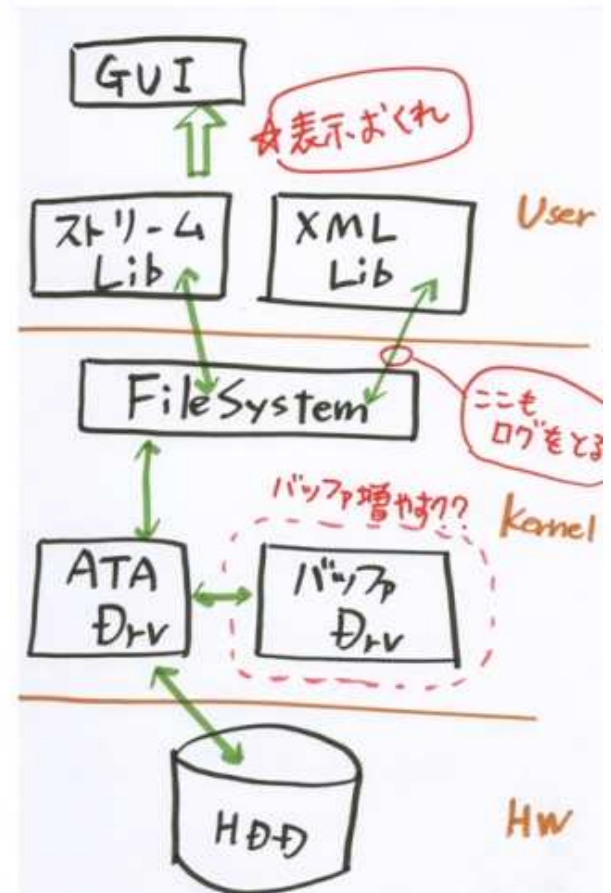 GUI
☆表示おくれ
ストリーム
Lib
XML
Lib
User
FileSystem
ここも
ログをとる
バッファ増やす??
Kernel
ATA
Drv
バッファ
Drv
HDD
HW